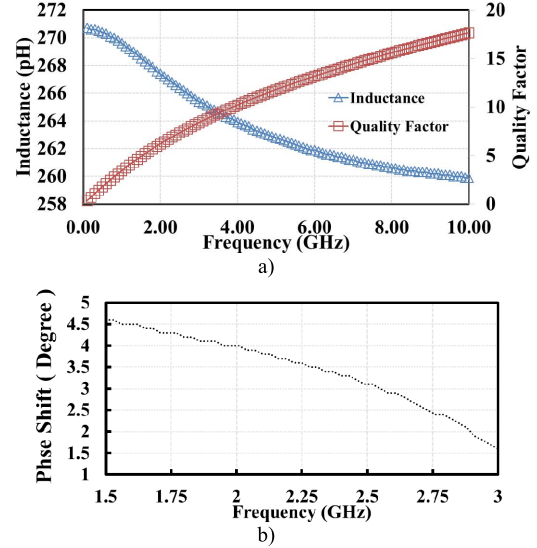 272
270
268
266
264
262
260
258
Inductance (pH)
20
15
10
5
0
Quality Factor
Inductance
Quality Factor
0.00 2.00 4.00 6.00 8.00 10.00
Frequency (GHz)
a)
5
4.5
4
3.5
3
2.5
2
1.5
1
Phse Shift ( Degree )
1.5 1.75 2 2.25 2.5 2.75 3
Frequency (GHz)
b)